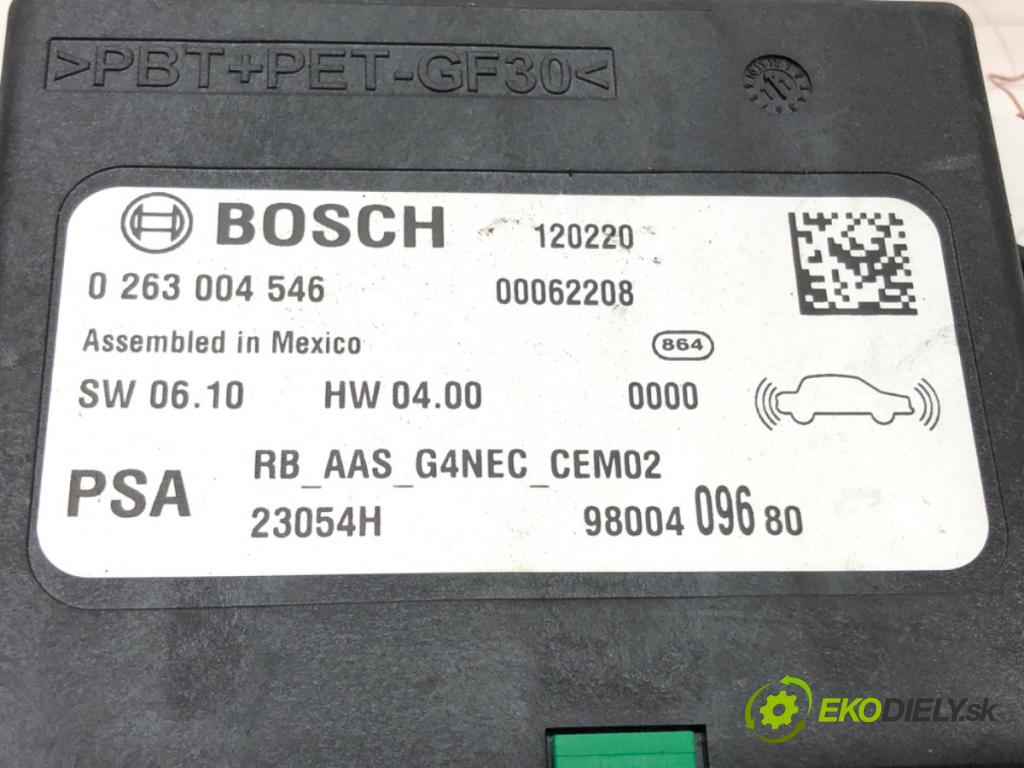 >PBT+PET-GF30<
BOSCH 120220
0 263 004 546 00062208
Assembled in Mexico 864
SW 06.10 HW 04.00 0000
RB_AAS_G4NEC_CEM02
PSA
23054H 98004 096 80
EKODIELY.sk